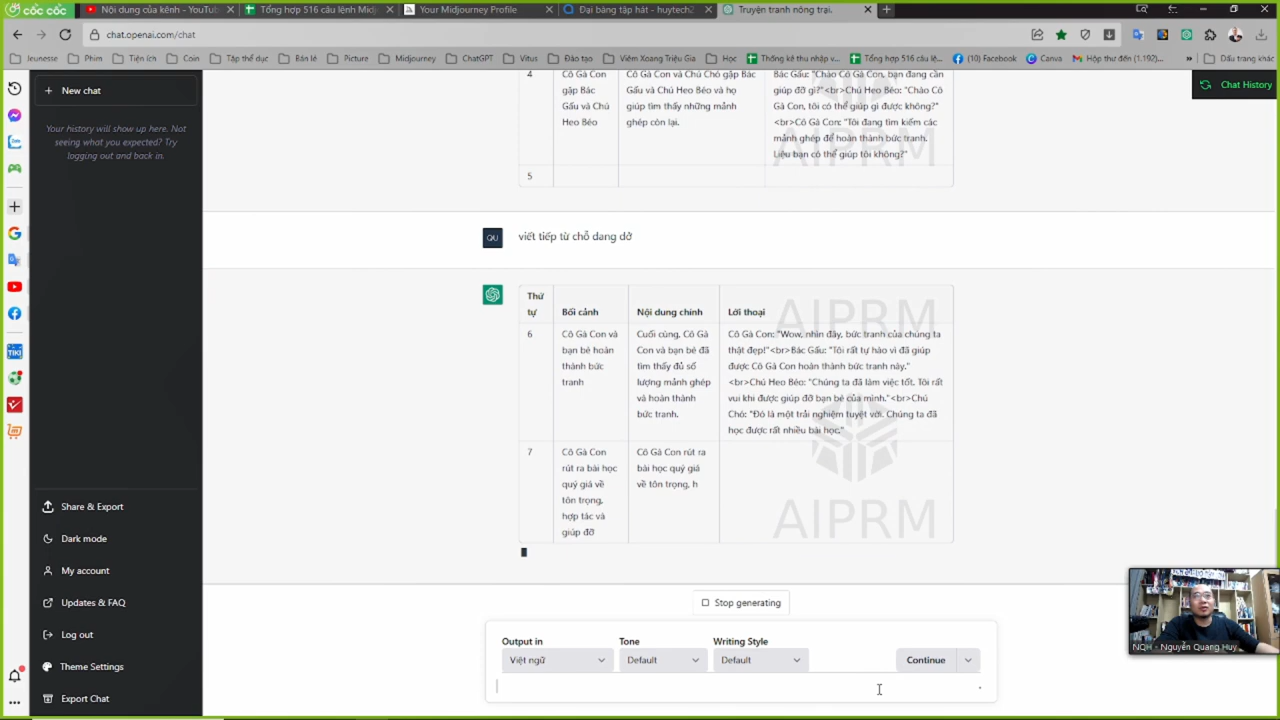 cốc cốc
Nội dung của kênh - YouTub
Tổng hợp 516 câu lệnh Midj
Your Midjourney Profile
Đại bàng tập hát - huytech2
Truyện tranh nông trại.
chat.openai.com/chat
Jeunesse
Phim
Tiện ích
Coin
Tập thể dục
Bán lẻ
Picture
Midjourney
ChatGPT
Vitus
Đào tạo
Viêm Xoang Triệu Gia
Học
Thống kê thu nhập v...
Tổng hợp 516 câu lệ...
(10) Facebook
Canva
Hộp thư đến (1.192)...
»
Dấu trang khác
New chat
Your history will show up here. Not
seeing what you expected? Try
logging out and back in.
Share & Export
Dark mode
My account
Updates & FAQ
Log out
Theme Settings
Export Chat
Chat History
4
Cô Gà Con
gặp Bác
Gấu và Chú
Heo Béo
Cô Gà Con và Chú Chó gặp Bác
Gấu và Chú Heo Béo và họ
giúp tìm thấy những mảnh
ghép còn lại.
Bác Gấu: "Chào Cô Gà Con, bạn đang cần
giúp đỡ gì?"<br>Chú Heo Béo: "Chào Cô
Gà Con, tôi có thể giúp gì được không?"
<br>Cô Gà Con: "Tôi đang tìm kiếm các
mảnh ghép để hoàn thành bức tranh.
Liệu bạn có thể giúp tôi không?"
AIPRM
5
QU
viết tiếp từ chỗ dang dở
Thứ
tự
Bối cảnh
Nội dung chính
Lời thoại
AIPRM
6
Cô Gà Con và
bạn bè hoàn
thành bức
tranh
Cuối cùng, Cô Gà
Con và bạn bè đã
tìm thấy đủ số
lượng mảnh ghép
và hoàn thành
bức tranh.
Cô Gà Con: "Wow, nhìn đây, bức tranh của chúng ta
thật đẹp!"<br>Bác Gấu: "Tôi rất tự hào vì đã giúp
được Cô Gà Con hoàn thành bức tranh này."
<br>Chú Heo Béo: "Chúng ta đã làm việc tốt. Tôi rất
vui khi được giúp đỡ bạn bè của mình."<br>Chú
Chó: "Đó là một trải nghiệm tuyệt vời. Chúng ta đã
học được rất nhiều bài học."
7
Cô Gà Con
rút ra bài học
quý giá về
tôn trọng,
hợp tác và
giúp đỡ
Cô Gà Con rút ra
bài học quý giá
về tôn trọng, h
AIPRM
Stop generating
Output in
Tone
Writing Style
Việt ngữ
Default
Default
Continue
NQH - Nguyễn Quang Huy
TIKI